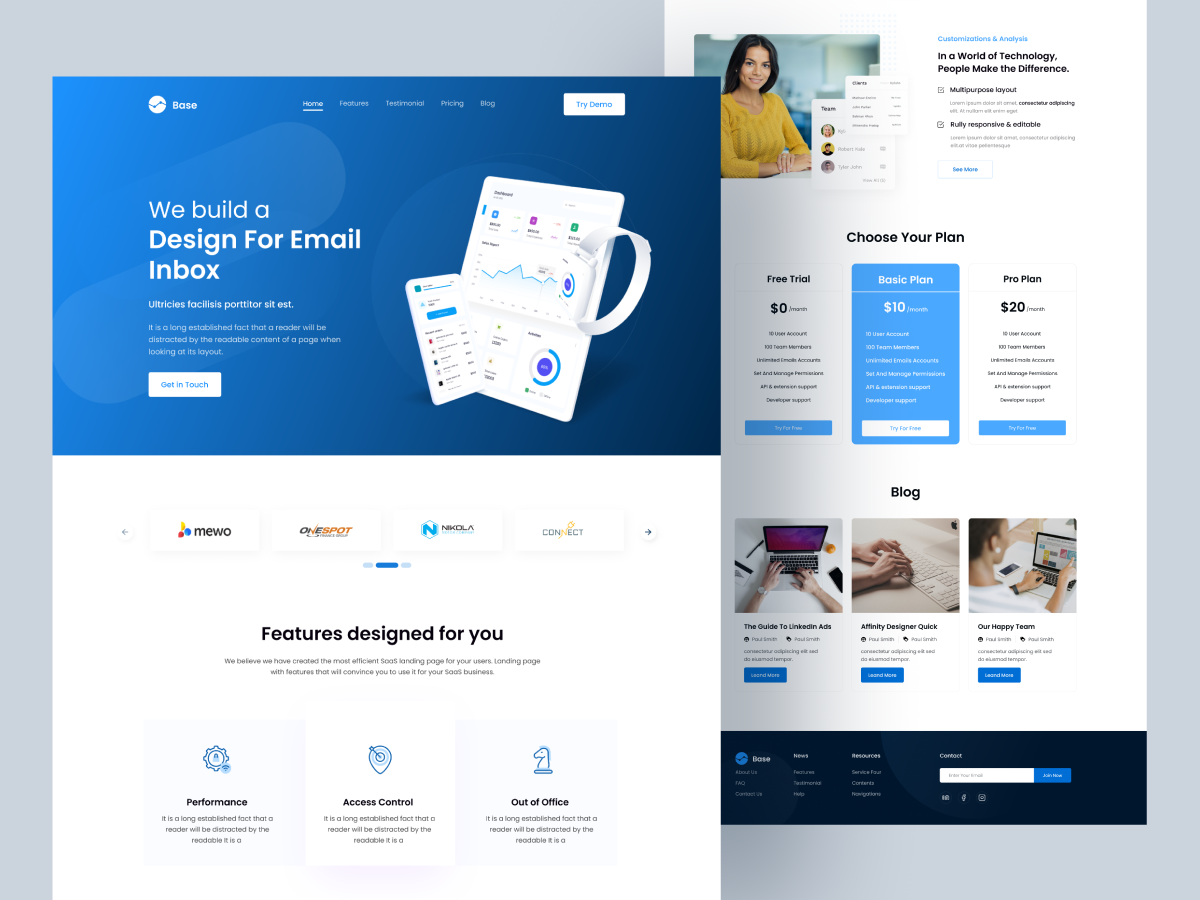 Base
Home
Features
Testimonial
Pricing
Blog
Try Demo
We build a
Design For Email
Inbox
Ultricies facilisis porttitor sit est.
It is a long established fact that a reader will be
distracted by the readable content of a page when
looking at its layout.
Get in Touch
Dashboard
mewo
ONESPOT
FINANCE GROUP
NIKOLA
CONNECT
Features designed for you
We believe we have created the most efficient SaaS landing page for your users. Landing page
with features that will convince you to use it for your SaaS business.
Performance
It is a long established fact that a
reader will be distracted by the
readable It is a
Access Control
It is a long established fact that a
reader will be distracted by the
readable It is a
Out of Office
It is a long established fact that a
reader will be distracted by the
readable It is a
Clients
Team
Robert Kale
Tyler John
Customizations & Analysis
In a World of Technology,
People Make the Difference.
Multipurpose layout
Lorem ipsum dolor sit amet, consectetur adipiscing
elit. At nullam elit enim eget
Rully responsive & editable
Lorem ipsum dolor sit amet, consectetur adipiscing
elit.at vitae pellemesque
See More
Choose Your Plan
Free Trial
$0 /month
10 User Account
100 Team Members
Unlimited Emails Accounts
Set And Manage Permissions
API & extension support
Developer support
Try For Free
Basic Plan
$10 /month
10 User Account
100 Team Members
Unlimited Emails Accounts
Set And Manage Permissions
API & extension support
Developer support
Try For Free
Pro Plan
$20 /month
10 User Account
100 Team Members
Unlimited Emails Accounts
Set And Manage Permissions
API & extension support
Developer support
Try For Free
Blog
The Guide To LinkedIn Ads
Paul Smith
Paul Smith
consectetur adipiscing elit sed
do eiusmod tempor.
Leand More
Affinity Designer Quick
Paul Smith
Paul Smith
consectetur adipiscing elit sed
do eiusmod tempor.
Leand More
Our Happy Team
Paul Smith
Paul Smith
consectetur adipiscing elit sed
do eiusmod tempor.
Leand More
Base
About Us
FAQ
Contact Us
News
Features
Testimonial
Help
Resources
Service Four
Contents
Navigations
Contact
Enter Your E-mail
Join Now